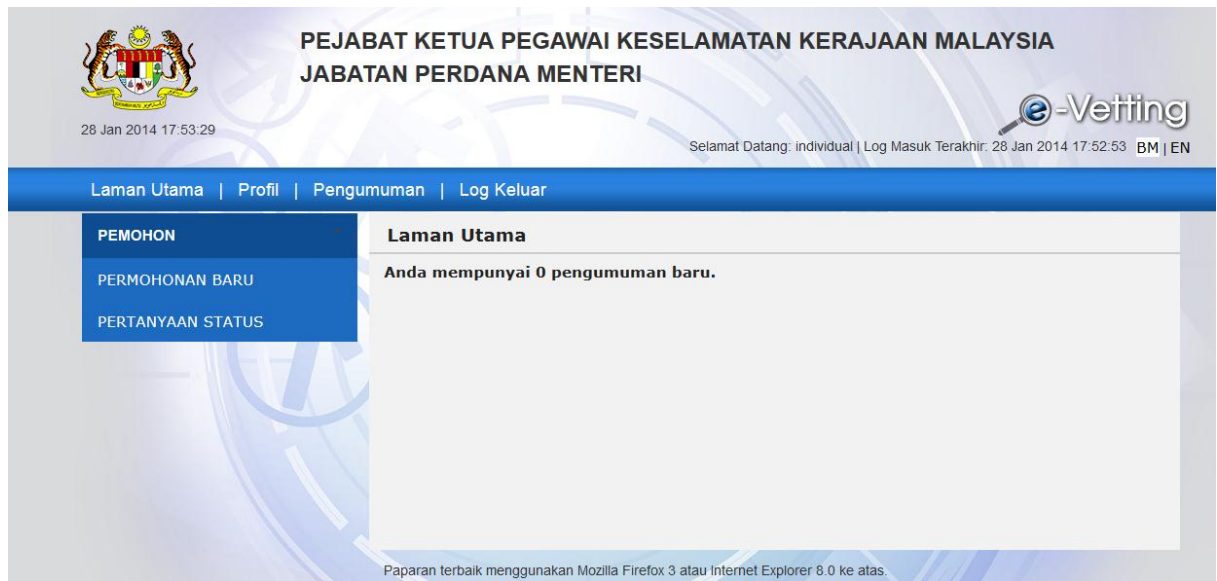 PEJABAT KETUA PEGAWAI KESELAMATAN KERAJAAN MALAYSIA
JABATAN PERDANA MENTERI
e-Vetting
28 Jan 2014 17:53:29
Selamat Datang: individual | Log Masuk Terakhir: 28 Jan 2014 17:52:53 BM | EN
Laman Utama | Profil | Pengumuman | Log Keluar
PEMOHON
PERMOHONAN BARU
PERTANYAAN STATUS
Laman Utama
Anda mempunyai 0 pengumuman baru.
Paparan terbaik menggunakan Mozilla Firefox 3 atau Internet Explorer 8.0 ke atas.